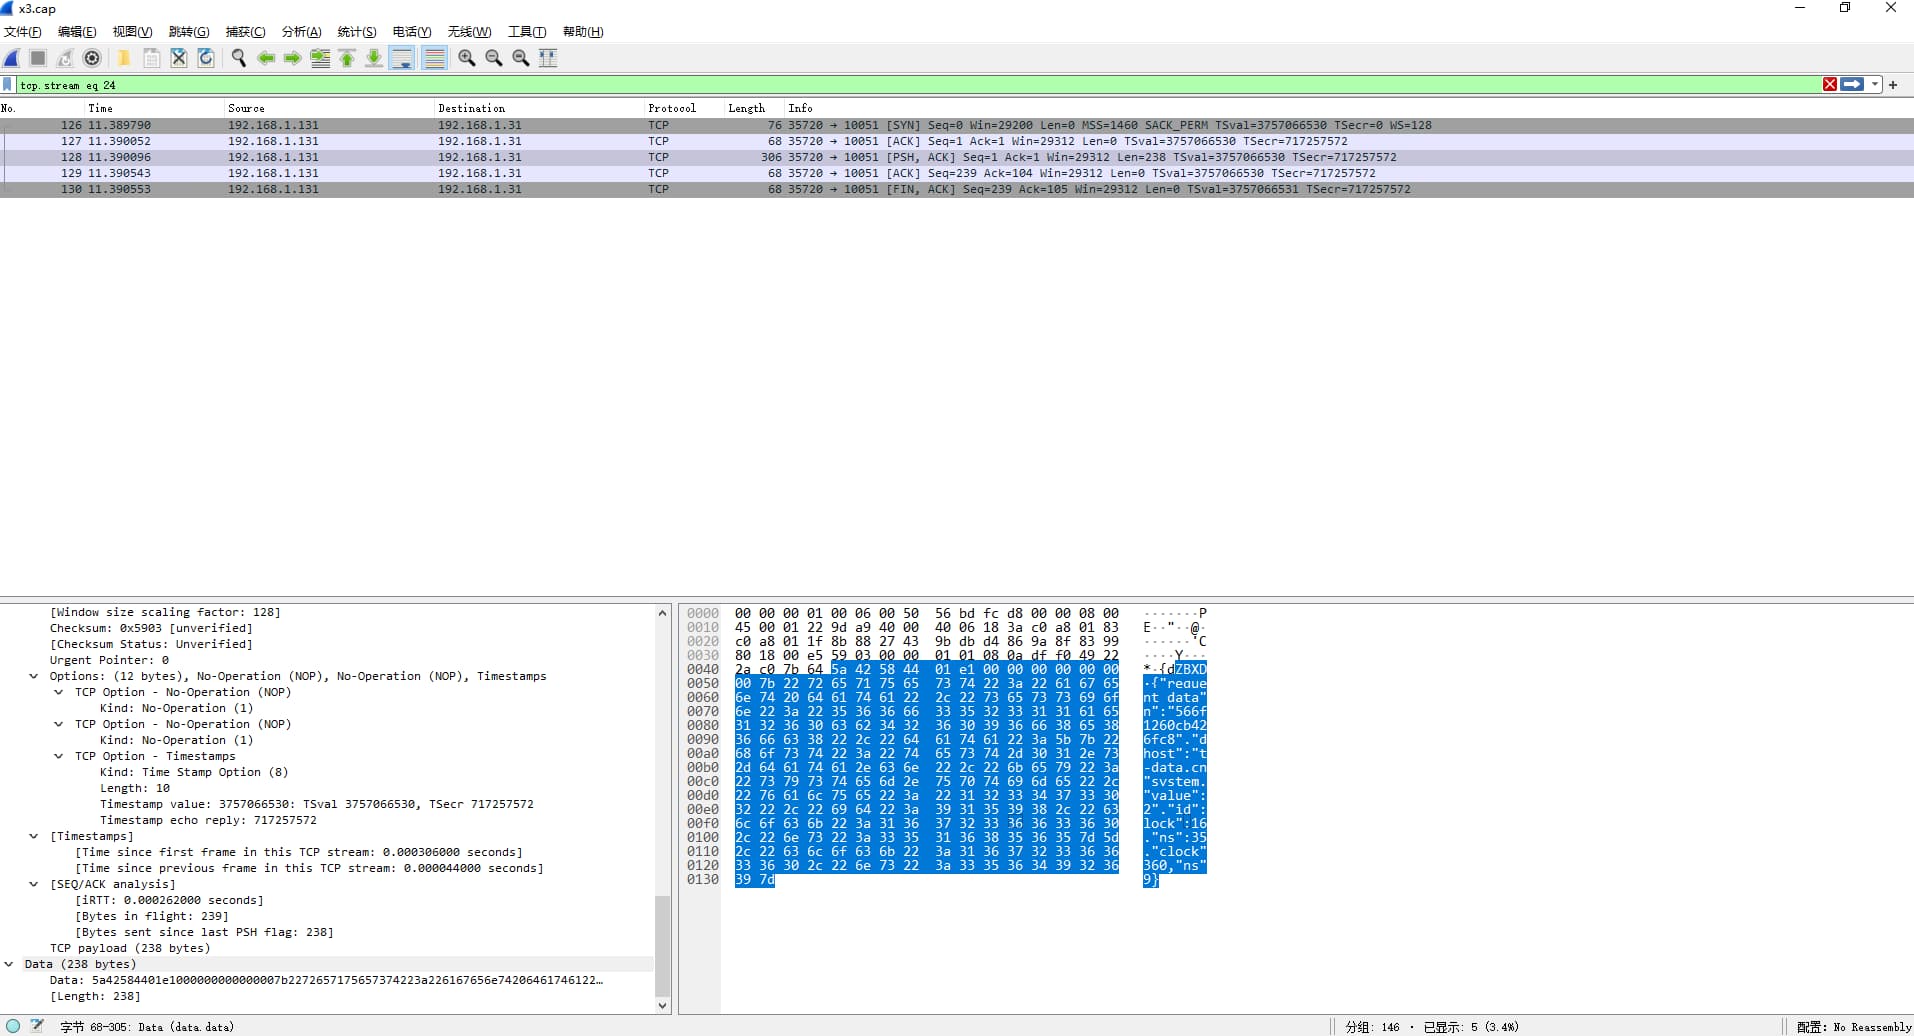 x3.cap
文件(F) 编辑(E) 视图(V) 跳转(G) 捕获(C) 分析(A) 统计(S) 电话(Y) 无线(W) 工具(T) 帮助(H)
tcp.stream eq 24
No. Time Source Destination Protocol Length Info
126 11.389790 192.168.1.131 192.168.1.31 TCP 76 35720 → 10051 [SYN] Seq=0 Win=29200 Len=0 MSS=1460 SACK_PERM TSval=3757066530 TSecr=0 WS=128
127 11.390052 192.168.1.131 192.168.1.31 TCP 68 35720 → 10051 [ACK] Seq=1 Ack=1 Win=29312 Len=0 TSval=3757066530 TSecr=717257572
128 11.390096 192.168.1.131 192.168.1.31 TCP 306 35720 → 10051 [PSH, ACK] Seq=1 Ack=1 Win=29312 Len=238 TSval=3757066530 TSecr=717257572
129 11.390543 192.168.1.131 192.168.1.31 TCP 68 35720 → 10051 [ACK] Seq=239 Ack=104 Win=29312 Len=0 TSval=3757066530 TSecr=717257572
130 11.390553 192.168.1.131 192.168.1.31 TCP 68 35720 → 10051 [FIN, ACK] Seq=239 Ack=105 Win=29312 Len=0 TSval=3757066531 TSecr=717257572
[Window size scaling factor: 128]
Checksum: 0x5903 [unverified]
[Checksum Status: Unverified]
Urgent Pointer: 0
Options: (12 bytes), No-Operation (NOP), No-Operation (NOP), Timestamps
TCP Option - No-Operation (NOP)
Kind: No-Operation (1)
TCP Option - No-Operation (NOP)
Kind: No-Operation (1)
TCP Option - Timestamps
Kind: Time Stamp Option (8)
Length: 10
Timestamp value: 3757066530: TSval 3757066530, TSecr 717257572
Timestamp echo reply: 717257572
[Timestamps]
[Time since first frame in this TCP stream: 0.000306000 seconds]
[Time since previous frame in this TCP stream: 0.000044000 seconds]
[SEQ/ACK analysis]
[iRTT: 0.000262000 seconds]
[Bytes in flight: 239]
[Bytes sent since last PSH flag: 238]
TCP payload (238 bytes)
Data (238 bytes)
Data: 5a42584401e1000000000000007b2272657175657374223a226167656e74206461746122…
[Length: 238]
0000 00 00 00 01 00 06 00 50 56 bd fc d8 00 00 08 00 ·······P
0010 45 00 01 22 9d a9 40 00 40 06 18 3a c0 a8 01 83 E··"··@·
0020 c0 a8 01 1f 8b 88 27 43 9b db d4 86 9a 8f 83 99 ······'C
0030 80 18 00 e5 59 03 00 00 01 01 08 0a df f0 49 22 ····Y···
0040 2a c0 7b 64 5a 42 58 44 01 e1 00 00 00 00 00 00 *·{dZBXD
0050 00 7b 22 72 65 71 75 65 73 74 22 3a 22 61 67 65 ·{"reque
0060 6e 74 20 64 61 74 61 22 2c 22 73 65 73 73 69 6f nt data"
0070 6e 22 3a 22 35 36 36 66 33 35 32 33 31 31 61 65 n":"566f
0080 31 32 36 30 63 62 34 32 36 30 39 36 66 38 65 38 1260cb42
0090 36 66 63 38 22 2c 22 64 61 74 61 22 3a 5b 7b 22 6fc8","d
00a0 68 6f 73 74 22 3a 22 74 65 73 74 2d 30 31 2e 73 host":"t
00b0 2d 64 61 74 61 2e 63 6e 22 2c 22 6b 65 79 22 3a -data.cn
00c0 22 73 79 73 74 65 6d 2e 75 70 74 69 6d 65 22 2c "system.
00d0 22 76 61 6c 75 65 22 3a 22 31 32 33 34 37 33 30 "value":
00e0 32 22 2c 22 69 64 22 3a 39 31 35 39 38 2c 22 63 2","id":
00f0 6c 6f 63 6b 22 3a 31 36 37 32 33 36 36 33 36 30 lock":16
0100 2c 22 6e 73 22 3a 33 35 31 36 38 35 36 35 7d 5d ,"ns":35
0110 2c 22 63 6c 6f 63 6b 22 3a 31 36 37 32 33 36 36 ,"clock"
0120 33 36 30 2c 22 6e 73 22 3a 33 35 36 34 39 32 36 360,"ns"
0130 39 7d 9}
字节 68-305: Data (data.data) 分组: 146 · 已显示: 5 (3.4%) 配置: No Reassembly